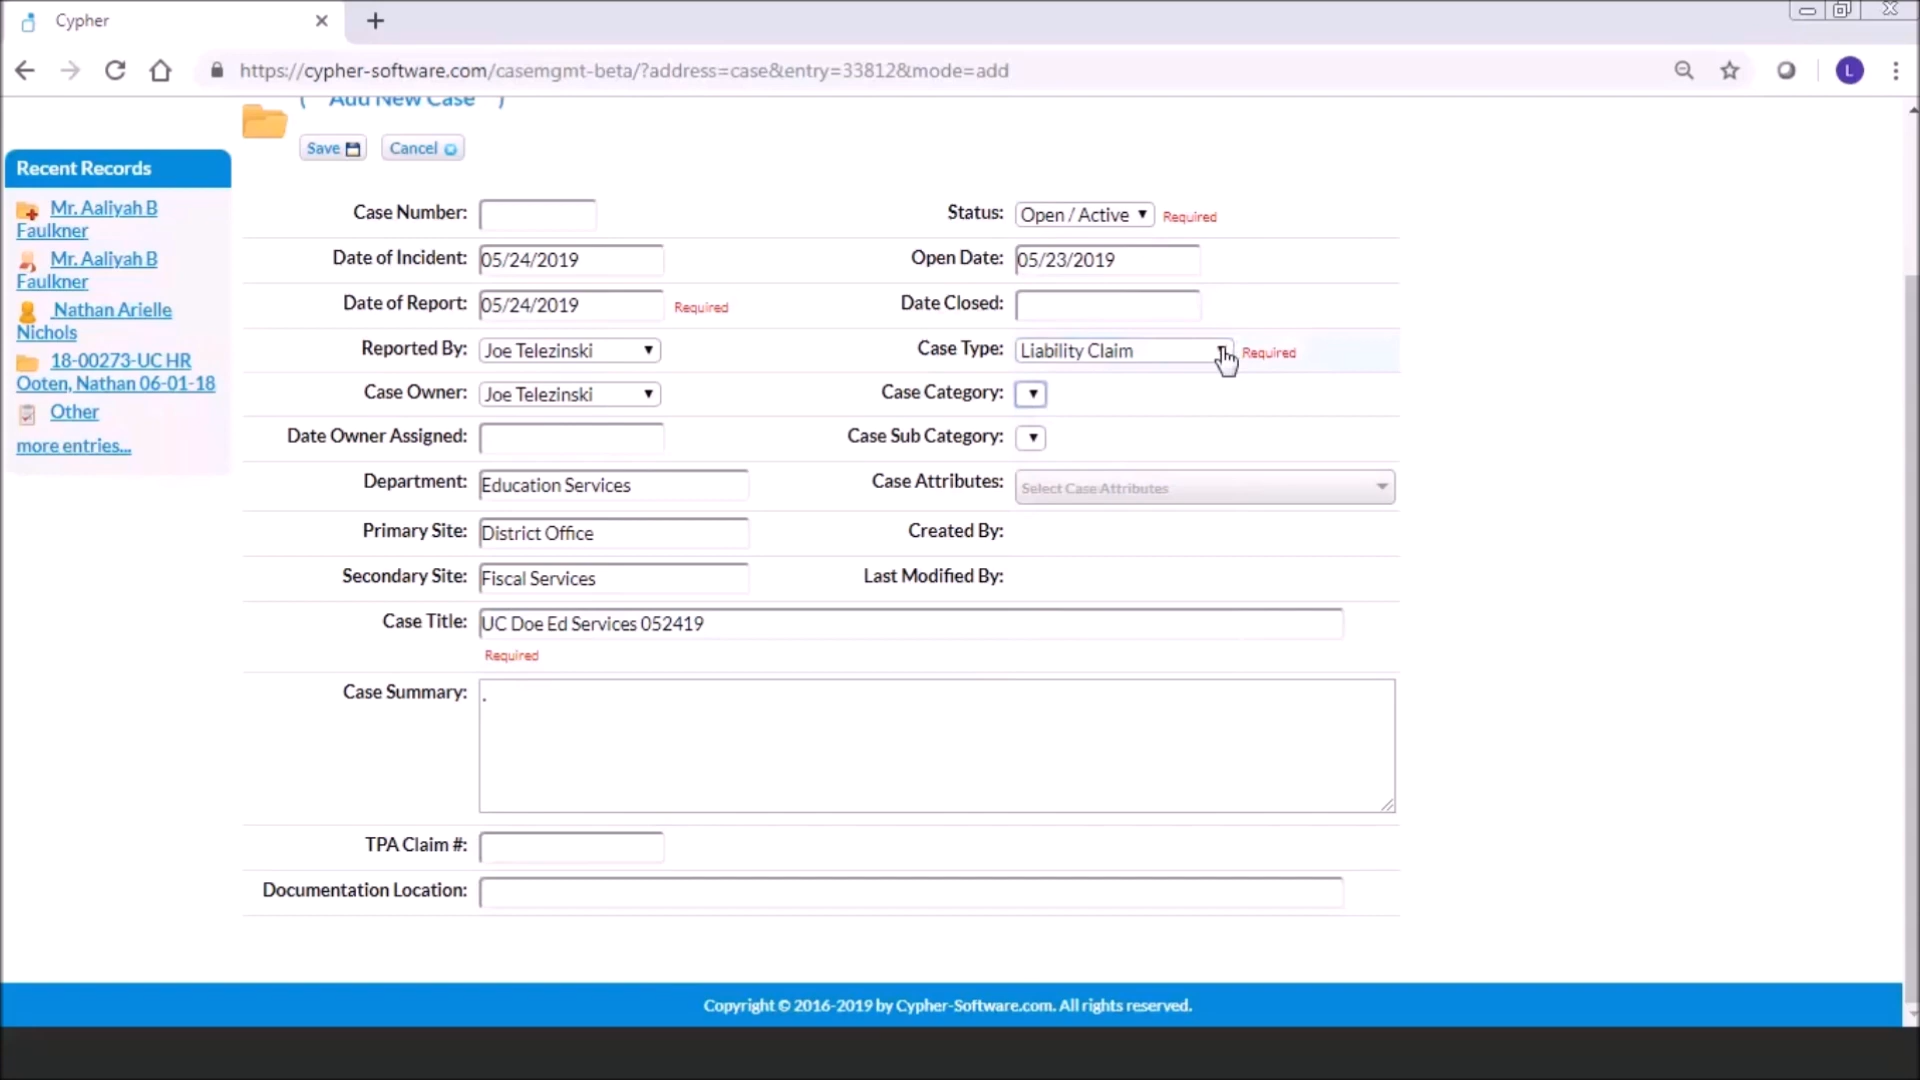 Cypher
https://cypher-software.com/casemgmt-beta/?address=case&entry=33812&mode=add
L
( Add New Case )
Save
Cancel
Recent Records
Mr. Aaliyah B
Faulkner
Mr. Aaliyah B
Faulkner
Nathan Arielle
Nichols
18-00273-UC HR
Ooten, Nathan 06-01-18
Other
more entries...
Case Number:
Status: Open / Active Required
Date of Incident: 05/24/2019
Open Date: 05/23/2019
Date of Report: 05/24/2019 Required
Date Closed:
Reported By: Joe Telezinski
Case Type: Liability Claim Required
Case Owner: Joe Telezinski
Case Category:
Date Owner Assigned:
Case Sub Category:
Department: Education Services
Case Attributes: Select Case Attributes
Primary Site: District Office
Created By:
Secondary Site: Fiscal Services
Last Modified By:
Case Title: UC Doe Ed Services 052419
Required
Case Summary: .
TPA Claim #:
Documentation Location:
Copyright © 2016-2019 by Cypher-Software.com. All rights reserved.